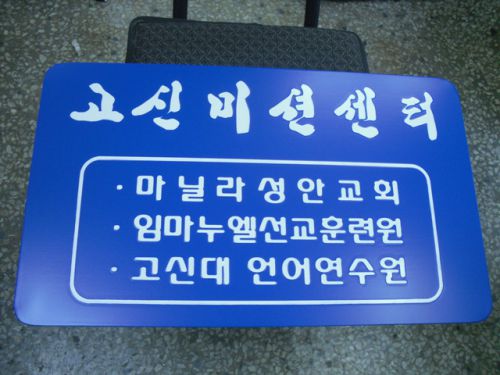 고신미션센터
· 마닐라성안교회
· 임마누엘선교훈련원
· 고신대 언어연수원